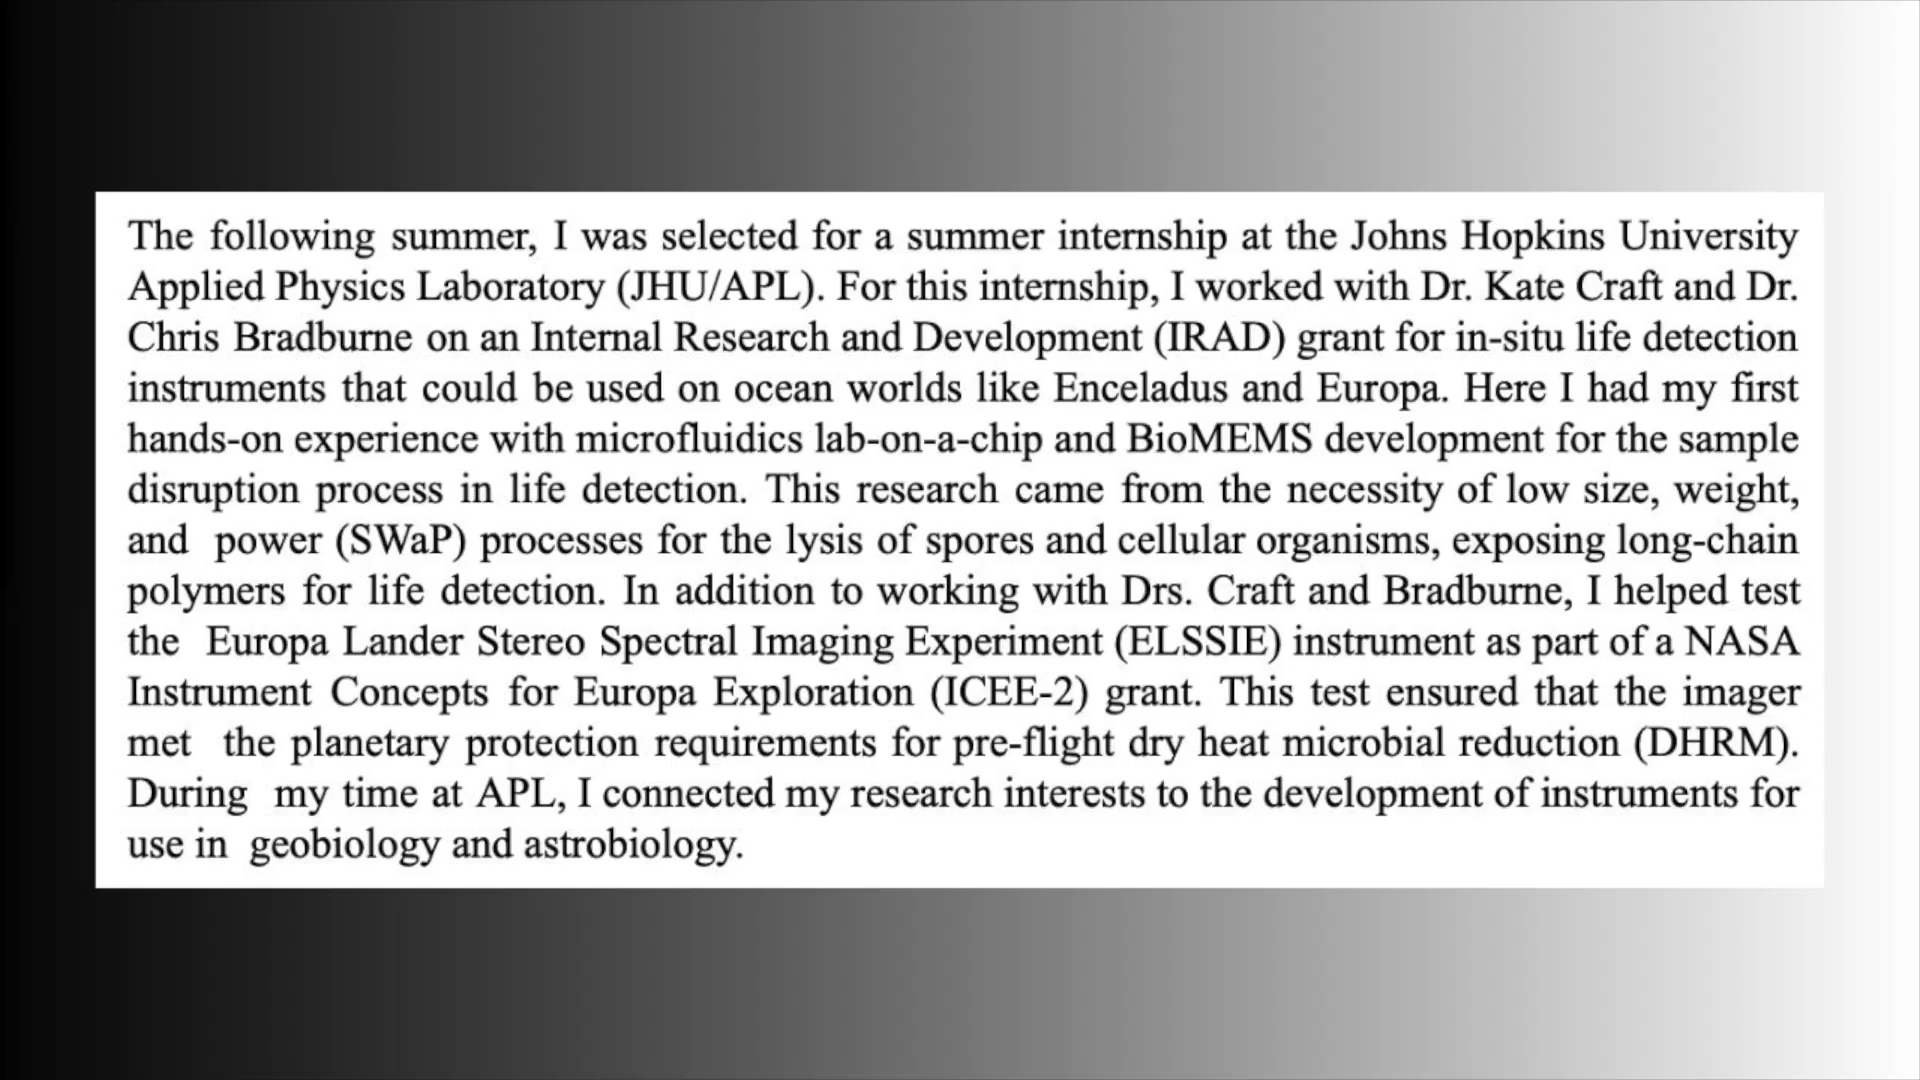 The following summer, I was selected for a summer internship at the Johns Hopkins University
Applied Physics Laboratory (JHU/APL). For this internship, I worked with Dr. Kate Craft and Dr.
Chris Bradburne on an Internal Research and Development (IRAD) grant for in-situ life detection
instruments that could be used on ocean worlds like Enceladus and Europa. Here I had my first
hands-on experience with microfluidics lab-on-a-chip and BioMEMS development for the sample
disruption process in life detection. This research came from the necessity of low size, weight,
and power (SWaP) processes for the lysis of spores and cellular organisms, exposing long-chain
polymers for life detection. In addition to working with Drs. Craft and Bradburne, I helped test
the Europa Lander Stereo Spectral Imaging Experiment (ELSSIE) instrument as part of a NASA
Instrument Concepts for Europa Exploration (ICEE-2) grant. This test ensured that the imager
met the planetary protection requirements for pre-flight dry heat microbial reduction (DHRM).
During my time at APL, I connected my research interests to the development of instruments for
use in geobiology and astrobiology.